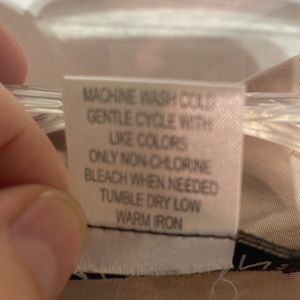 MACHINE WASH COLD
GENTLE CYCLE WITH
LIKE COLORS
ONLY NON-CHLORINE
BLEACH WHEN NEEDED
TUMBLE DRY LOW
WARM IRON